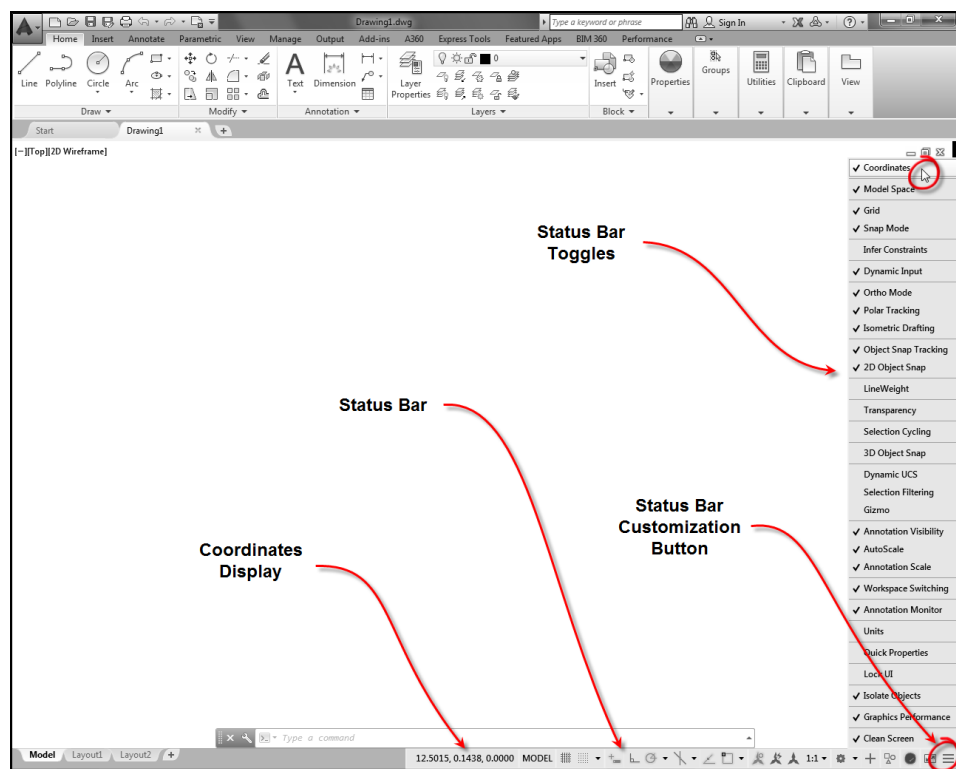 Drawing1.dwg
Type a keyword or phrase
Sign In
Home Insert Annotate Parametric View Manage Output Add-ins A360 Express Tools Featured Apps BIM 360 Performance
0
Line Polyline Circle Arc
Text Dimension
Layer Properties
Insert
Properties
Groups
Utilities
Clipboard
View
Draw
Modify
Annotation
Layers
Block
Start Drawing1
[−][Top][2D Wireframe]
Coordinates
Model Space
Grid
Snap Mode
Infer Constraints
Dynamic Input
Ortho Mode
Polar Tracking
Isometric Drafting
Object Snap Tracking
2D Object Snap
LineWeight
Transparency
Selection Cycling
3D Object Snap
Dynamic UCS
Selection Filtering
Gizmo
Annotation Visibility
AutoScale
Annotation Scale
Workspace Switching
Annotation Monitor
Units
Quick Properties
Lock UI
Isolate Objects
Graphics Performance
Clean Screen
Status Bar
Toggles
Status Bar
Status Bar
Customization
Button
Coordinates
Display
Type a command
Model Layout1 Layout2 +
12.5015, 0.1438, 0.0000 MODEL 1:1